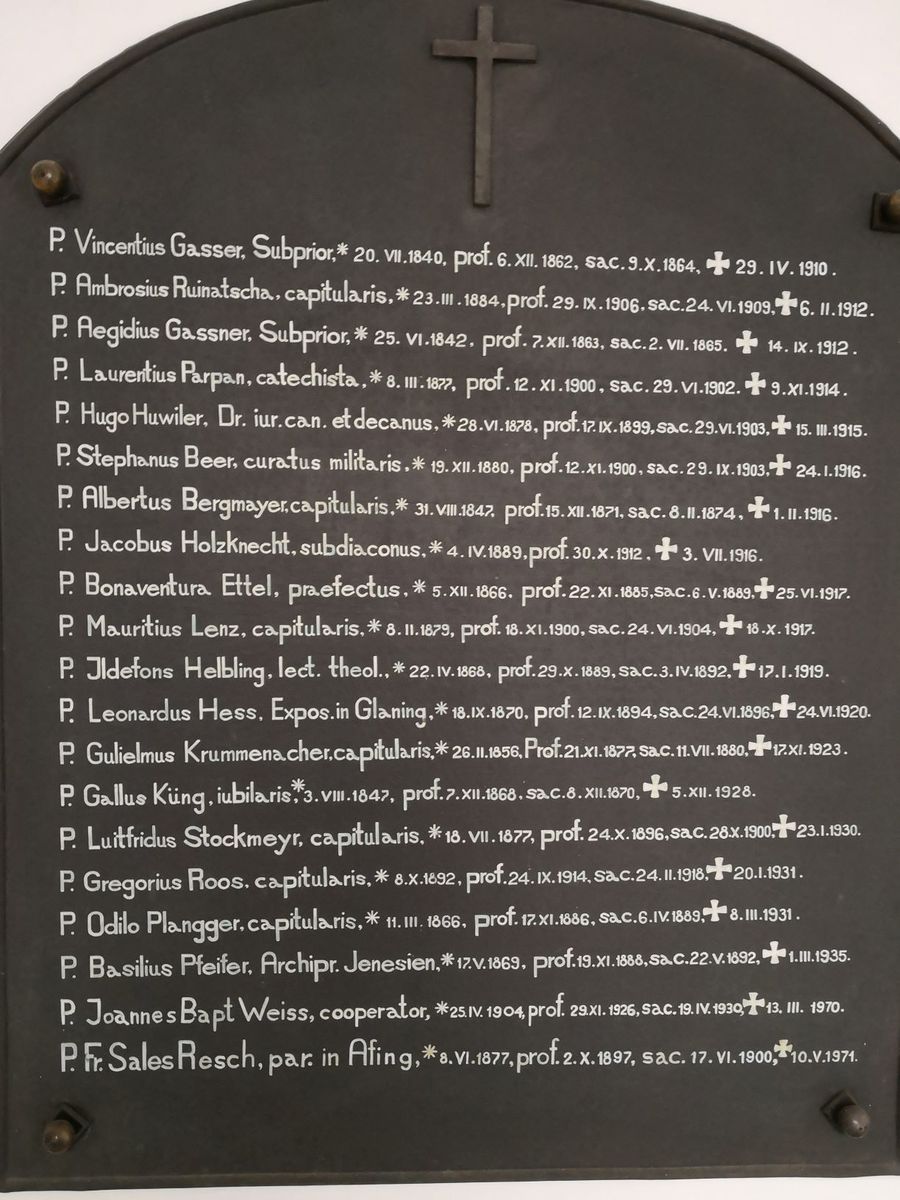 P. Vincentius Gasser, Subprior,* 20. VII. 1840, prof. 6. XII. 1862, sac. 9. X. 1864, ✠ 29. IV. 1910.
P. Ambrosius Ruinatscha, capitularis, * 23. III. 1884, prof. 29. IX. 1906, sac. 24. VI. 1909, ✠ 6. II. 1912.
P. Aegidius Gassner, Subprior, * 25. VI. 1842, prof. 7. XII. 1863, sac. 2. VII. 1865. ✠ 14. IX. 1912.
P. Laurentius Parpan, catechista, * 8. III. 1877, prof. 12. XI. 1900, sac. 29. VI. 1902. ✠ 9. XI. 1914.
P. Hugo Huwiler, Dr. iur. can. et decanus, * 28. VI. 1878, prof. 17. IX. 1899, sac. 29. VI. 1903, ✠ 15. III. 1915.
P. Stephanus Beer, curatus militaris, * 19. XII. 1880, prof. 12. XI. 1900, sac. 29. IX. 1903, ✠ 24. I. 1916.
P. Albertus Bergmayer, capitularis, * 31. VIII. 1847, prof. 15. XII. 1871, sac. 8. II. 1874, ✠ 1. II. 1916.
P. Jacobus Holzknecht, subdiaconus, * 4. IV. 1889, prof. 30. X. 1912, ✠ 3. VII. 1916.
P. Bonaventura Ettel, praefectus, * 5. XII. 1866, prof. 22. XI. 1885, sac. 6. V. 1889, ✠ 25. VI. 1917.
P. Mauritius Lenz, capitularis, * 8. II. 1879, prof. 18. XI. 1900, sac. 24. VI. 1904, ✠ 18. X. 1917.
P. Jldefons Helbling, lect. theol., * 22. IV. 1868, prof. 29. X. 1889, sac. 3. IV. 1892, ✠ 17. I. 1919.
P. Leonardus Hess, Expos. in Glaning, * 18. IX. 1870, prof. 12. IX. 1894, sac. 24. VI. 1896, ✠ 24. VI. 1920.
P. Gulielmus Krummenacher, capitularis, * 26. II. 1856, Prof. 21. XI. 1877, sac. 11. VII. 1880, ✠ 17. XI. 1923.
P. Gallus Küng, iubilaris, * 3. VIII. 1847, prof. 7. XII. 1868, sac. 8. XII. 1870, ✠ 5. XII. 1928.
P. Luitfridus Stockmeyr, capitularis, * 18. VII. 1877, prof. 24. X. 1896, sac. 28. X. 1900, ✠ 23. I. 1930.
P. Gregorius Roos, capitularis, * 8. X. 1892, prof. 24. IX. 1914, sac. 24. II. 1918, ✠ 20. I. 1931.
P. Odilo Plangger, capitularis, * 11. III. 1866, prof. 17. XI. 1886, sac. 6. IV. 1889, ✠ 8. III. 1931.
P. Basilius Pfeifer, Archipr. Jenesien, * 17. V. 1869, prof. 19. XI. 1888, sac. 22. V. 1892, ✠ 1. III. 1935.
P. Joannes Bapt Weiss, cooperator, * 25. IV. 1904, prof. 29. XI. 1926, sac. 19. IV. 1930, ✠ 13. III. 1970.
P. Fr. Sales Resch, par. in Afing, * 8. VI. 1877, prof. 2. X. 1897, sac. 17. VI. 1900, ✠ 10. V. 1971.